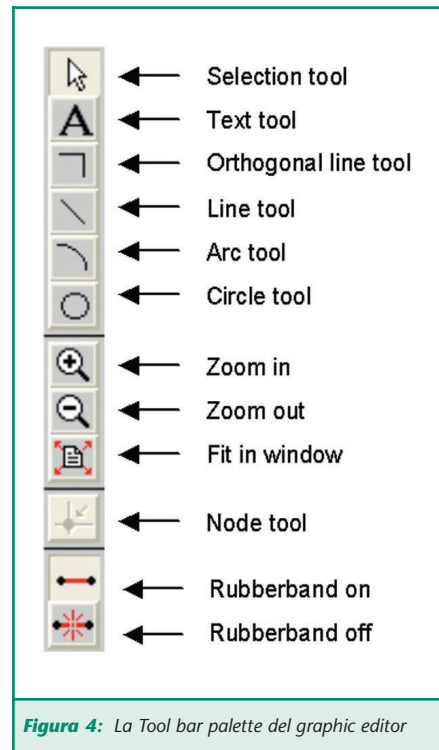 Selection tool
A
Text tool
Orthogonal line tool
Line tool
Arc tool
Circle tool
Zoom in
Zoom out
Fit in window
Node tool
Rubberband on
Rubberband off
Figura 4: La Tool bar palette del graphic editor